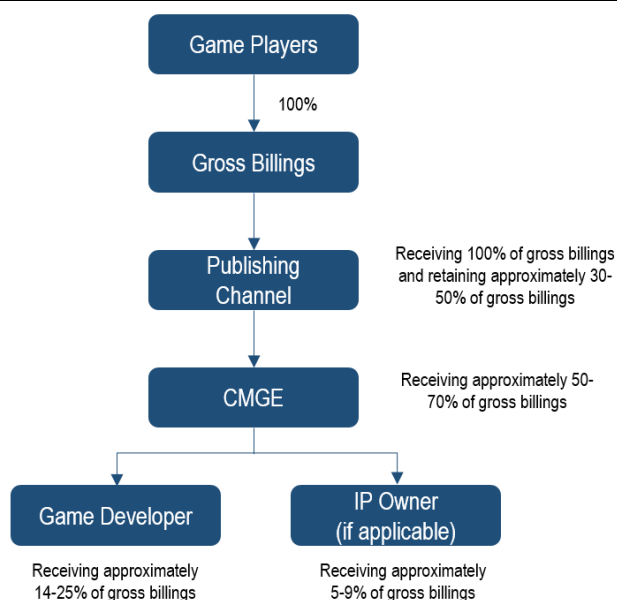 Game Players
100%
Gross Billings
Publishing
Channel
Receiving 100% of gross billings
and retaining approximately 30-
50% of gross billings
CMGE
Receiving approximately 50-
70% of gross billings
Game Developer
IP Owner
(if applicable)
Receiving approximately
14-25% of gross billings
Receiving approximately
5-9% of gross billings